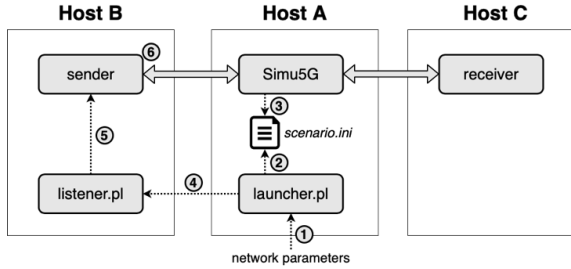 Host B
Host A
Host C
6
sender
Simu5G
receiver
3
scenario.ini
5
2
4
listener.pl
launcher.pl
1
network parameters